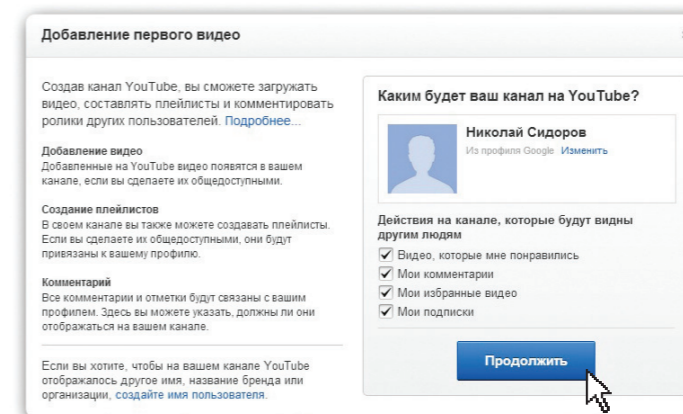 Добавление первого видео
Создав канал YouTube, вы сможете загружать
видео, составлять плейлисты и комментировать
ролики других пользователей. Подробнее...
Добавление видео
Добавленные на YouTube видео появятся в вашем
канале, если вы сделаете их общедоступными.
Создание плейлистов
В своем канале вы также можете создавать плейлисты.
Если вы сделаете их общедоступными, они будут
привязаны к вашему профилю.
Комментарий
Все комментарии и отметки будут связаны с вашим
профилем. Здесь вы можете указать, должны ли они
отображаться на вашем канале.
Если вы хотите, чтобы на вашем канале YouTube
отображалось другое имя, название бренда или
организации, создайте имя пользователя.
Каким будет ваш канал на YouTube?
Николай Сидоров
Из профиля Google Изменить
Действия на канале, которые будут видны
другим людям
Видео, которые мне понравились
Мои комментарии
Мои избранные видео
Мои подписки
Продолжить